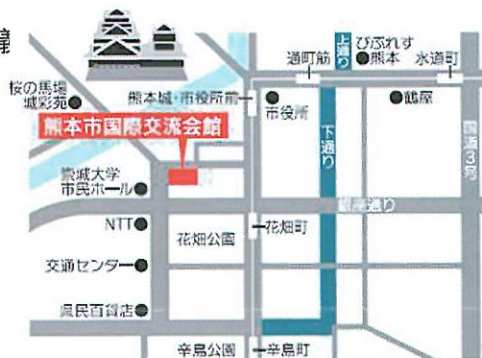 上通り
びぷれす
熊本
通町筋
水道町
桜の馬場
城彩苑
熊本城・市役所前
市役所
鶴屋
熊本市国際交流会館
下通り
国道3号
崇城大学
市民ホール
銀座通り
NTT
花畑公園
花畑町
交通センター
県民百貨店
辛島公園
辛島町